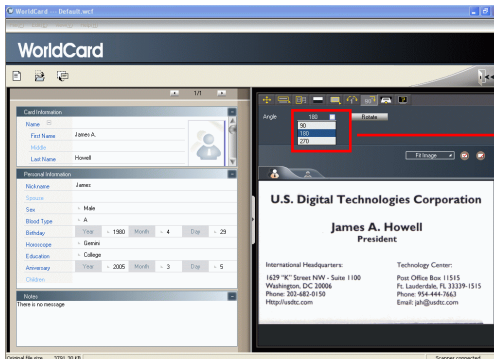 WorldCard --- Default.wcf
WorldCard
1/1
Card Information
Name
First Name James A.
Middle
Last Name Howell
Personal Information
Nickname James
Spouse
Sex Male
Blood Type A
Birthday Year 1980 Month 4 Day 29
Horoscope Gemini
Education College
Anniversary Year 2005 Month 3 Day 5
Children
Notes
There is no message
Angle 180 Rotate
90
180
270
Fit Image
U.S. Digital Technologies Corporation
James A. Howell
President
International Headquarters:
1629 "K" Street NW - Suite 1100
Washington, DC 20006
Phone: 202-682-0150
Http://usdtc.com
Technology Center:
Post Office Box 11515
Ft. Lauderdale, FL 33339-1515
Phone: 954-444-7663
Email: jah@usdtc.com
Original file size 
Scanner connected